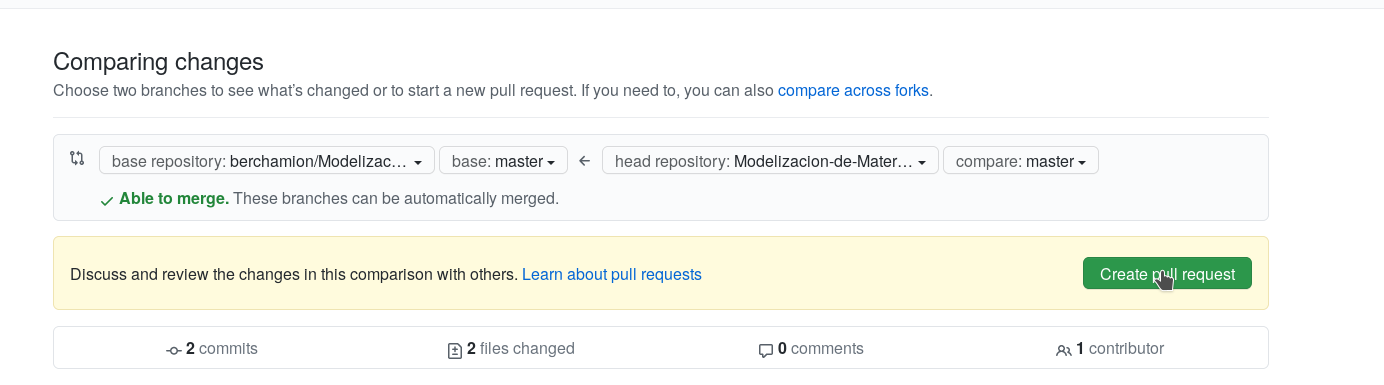 Comparing changes
Choose two branches to see what's changed or to start a new pull request. If you need to, you can also compare across forks.
base repository: berchamion/Modelizac… base: master head repository: Modelizacion-de-Mater… compare: master
Able to merge. These branches can be automatically merged.
Discuss and review the changes in this comparison with others. Learn about pull requests Create pull request
2 commits 2 files changed 0 comments 1 contributor